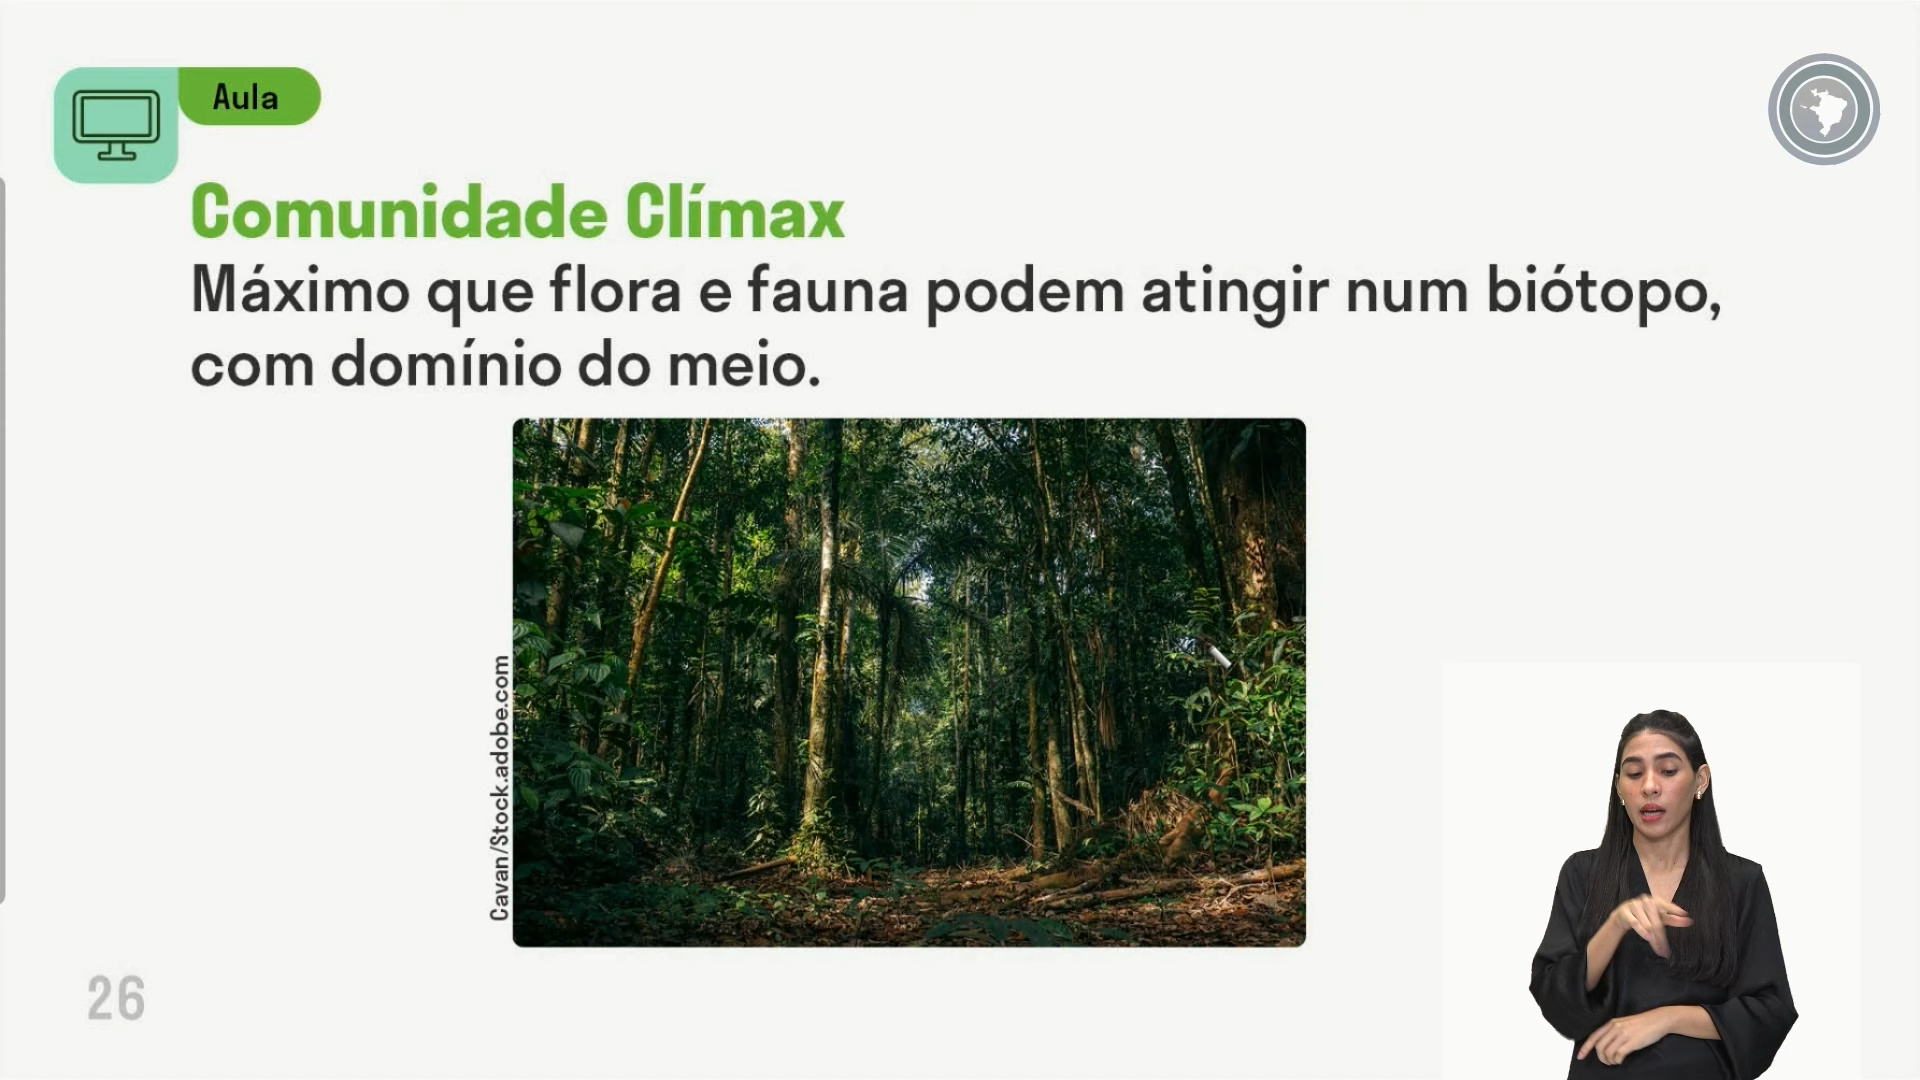 Aula
Comunidade Clímax
Máximo que flora e fauna podem atingir num biótopo,
com domínio do meio.
Cavan/Stock.adobe.com
26